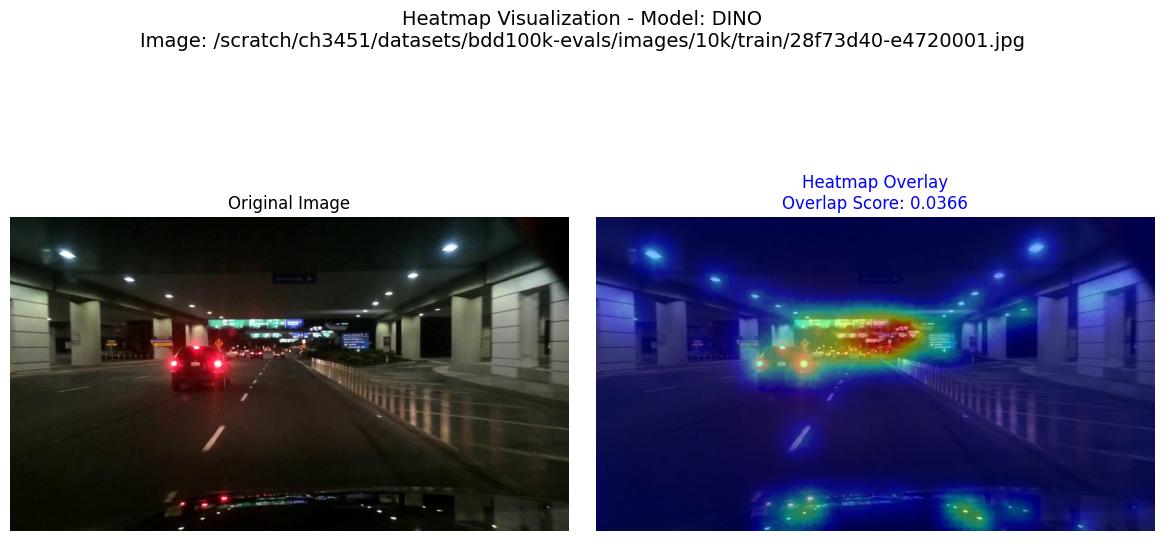 Heatmap Visualization - Model: DINO
Image: /scratch/ch3451/datasets/bdd100k-evals/images/10k/train/28f73d40-e4720001.jpg
Original Image
Heatmap Overlay
Overlap Score: 0.0366